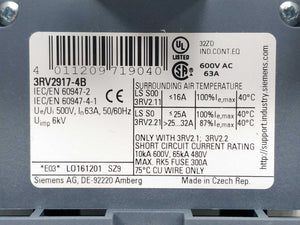 32ZD
IND.CONT.EQ
600V AC
63A
4 011209 719040
3RV2917-4B
IEC/EN 60947-2
IEC/EN 60947-4-1
Ue/Ui 500V, In 63A, 50/60Hz
Uimp 6kV
SURROUNDING AIR TEMPERATURE
LS S00 3RV2.11 ≤16A 100%Ie,max 40°C
LS S0 3RV2.21 ≤25A 100%Ie,max 40°C
>25...32A 87%Ie,max 40°C
ONLY WITH 3RV2.1; 3RV2.2
SHORT CIRCUIT CURRENT RATING
10kA 600V, 65kA 480V
MAX. RK5 FUSE 300A
75°C CU WIRE ONLY
*E03* LO161201 SZ9
Siemens AG, DE-92220 Amberg
Made in Czech Rep.
http://support.industry.siemens.com